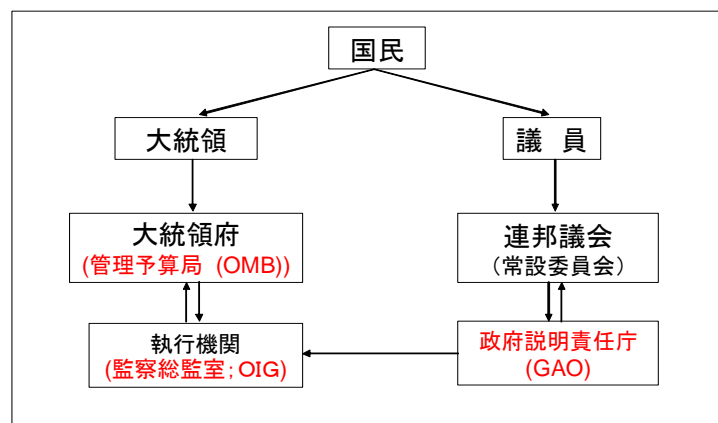 国民
大統領
議 員
大統領府
(管理予算局 (OMB))
連邦議会
(常設委員会)
執行機関
(監察総監室;OIG)
政府説明責任庁
(GAO)